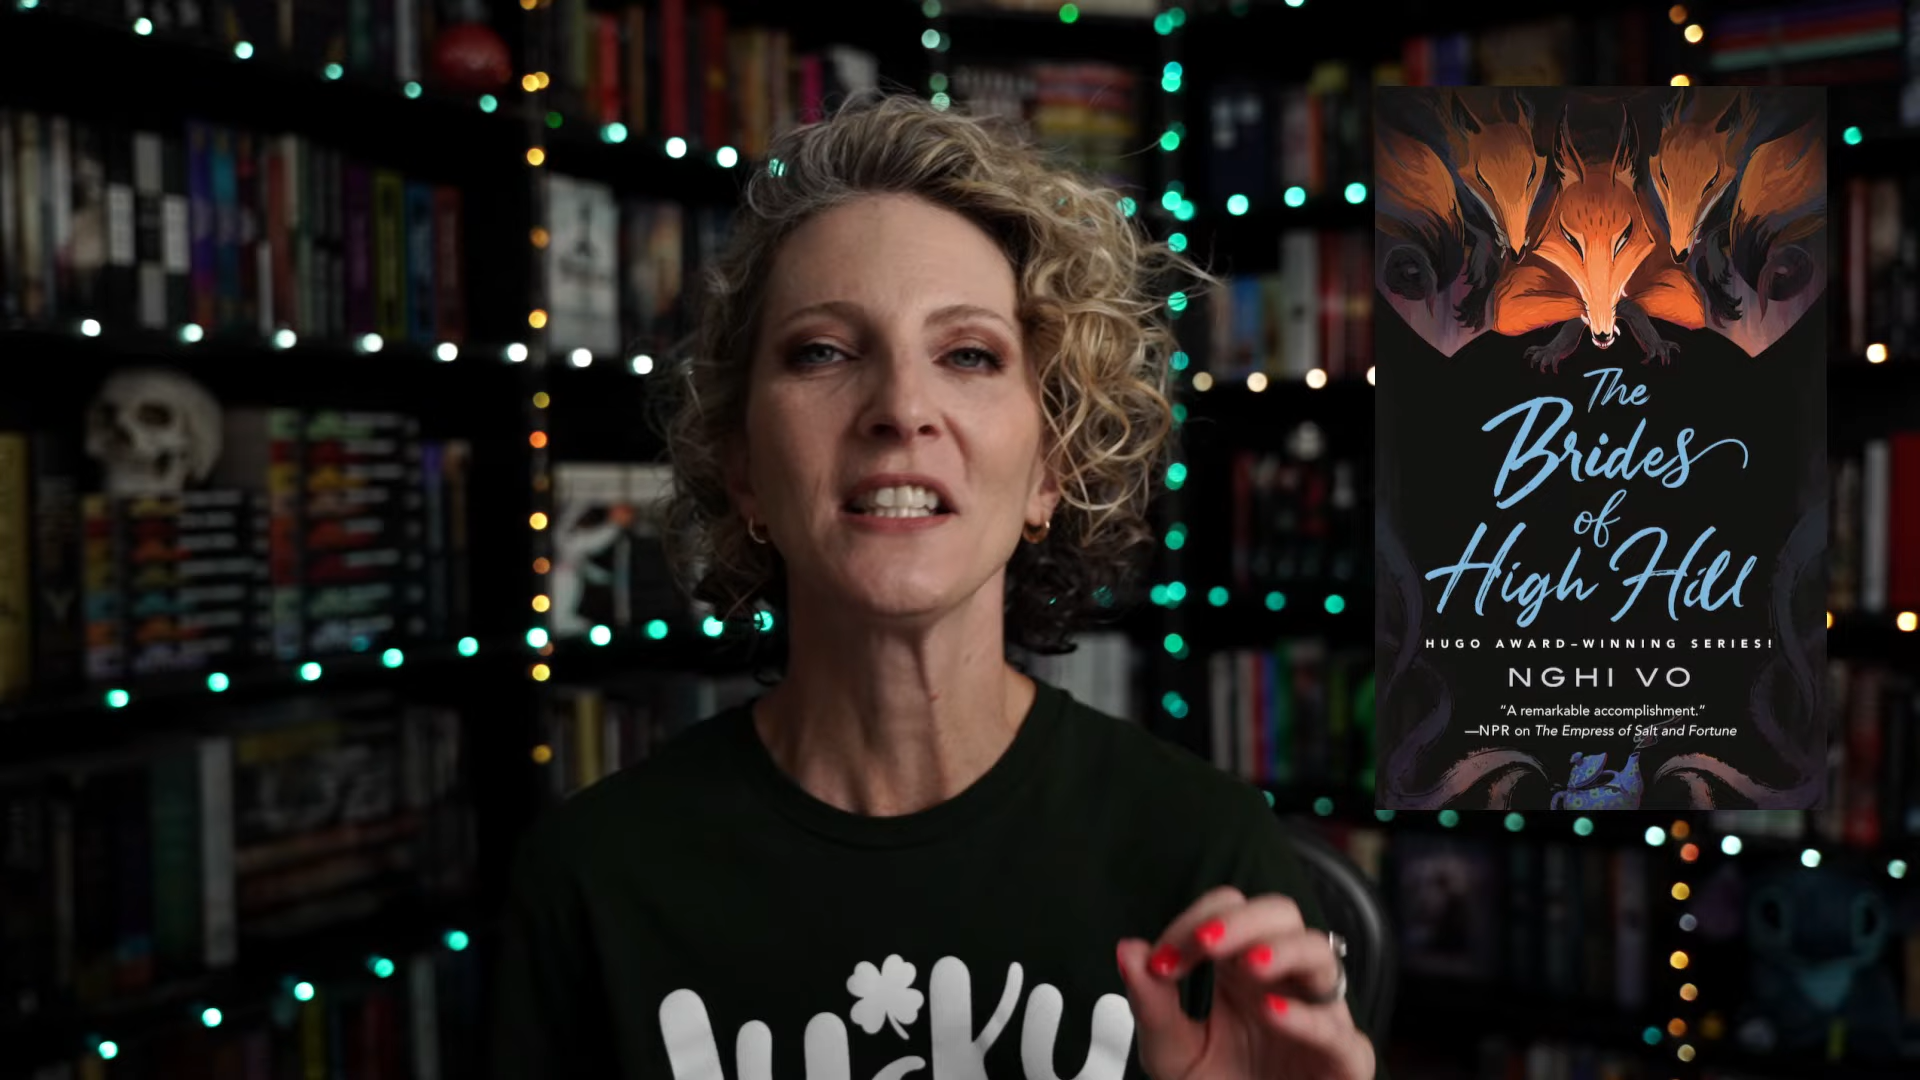 The
Brides
of
High Hill
HUGO AWARD-WINNING SERIES!
NGHI VO
"A remarkable accomplishment."
—NPR on The Empress of Salt and Fortune
lucky